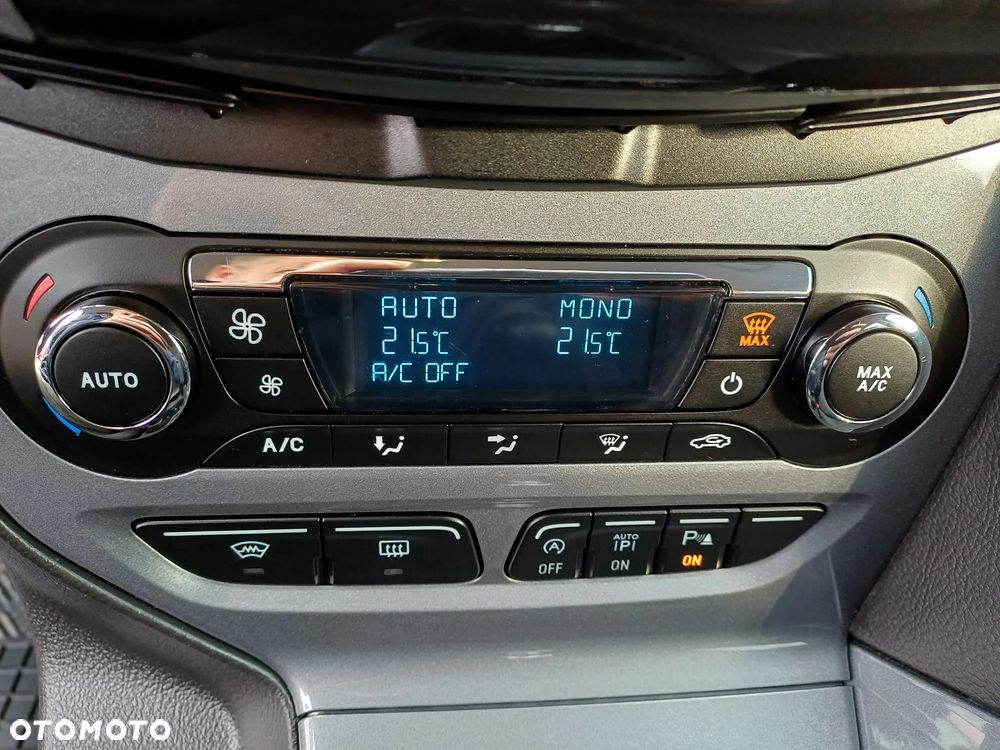 AUTO MONO
21.5°C 21.5°C
A/C OFF
MAX
AUTO
MAX
A/C
A/C
A
OFF
AUTO
P
ON
P
ON
OTOMOTO